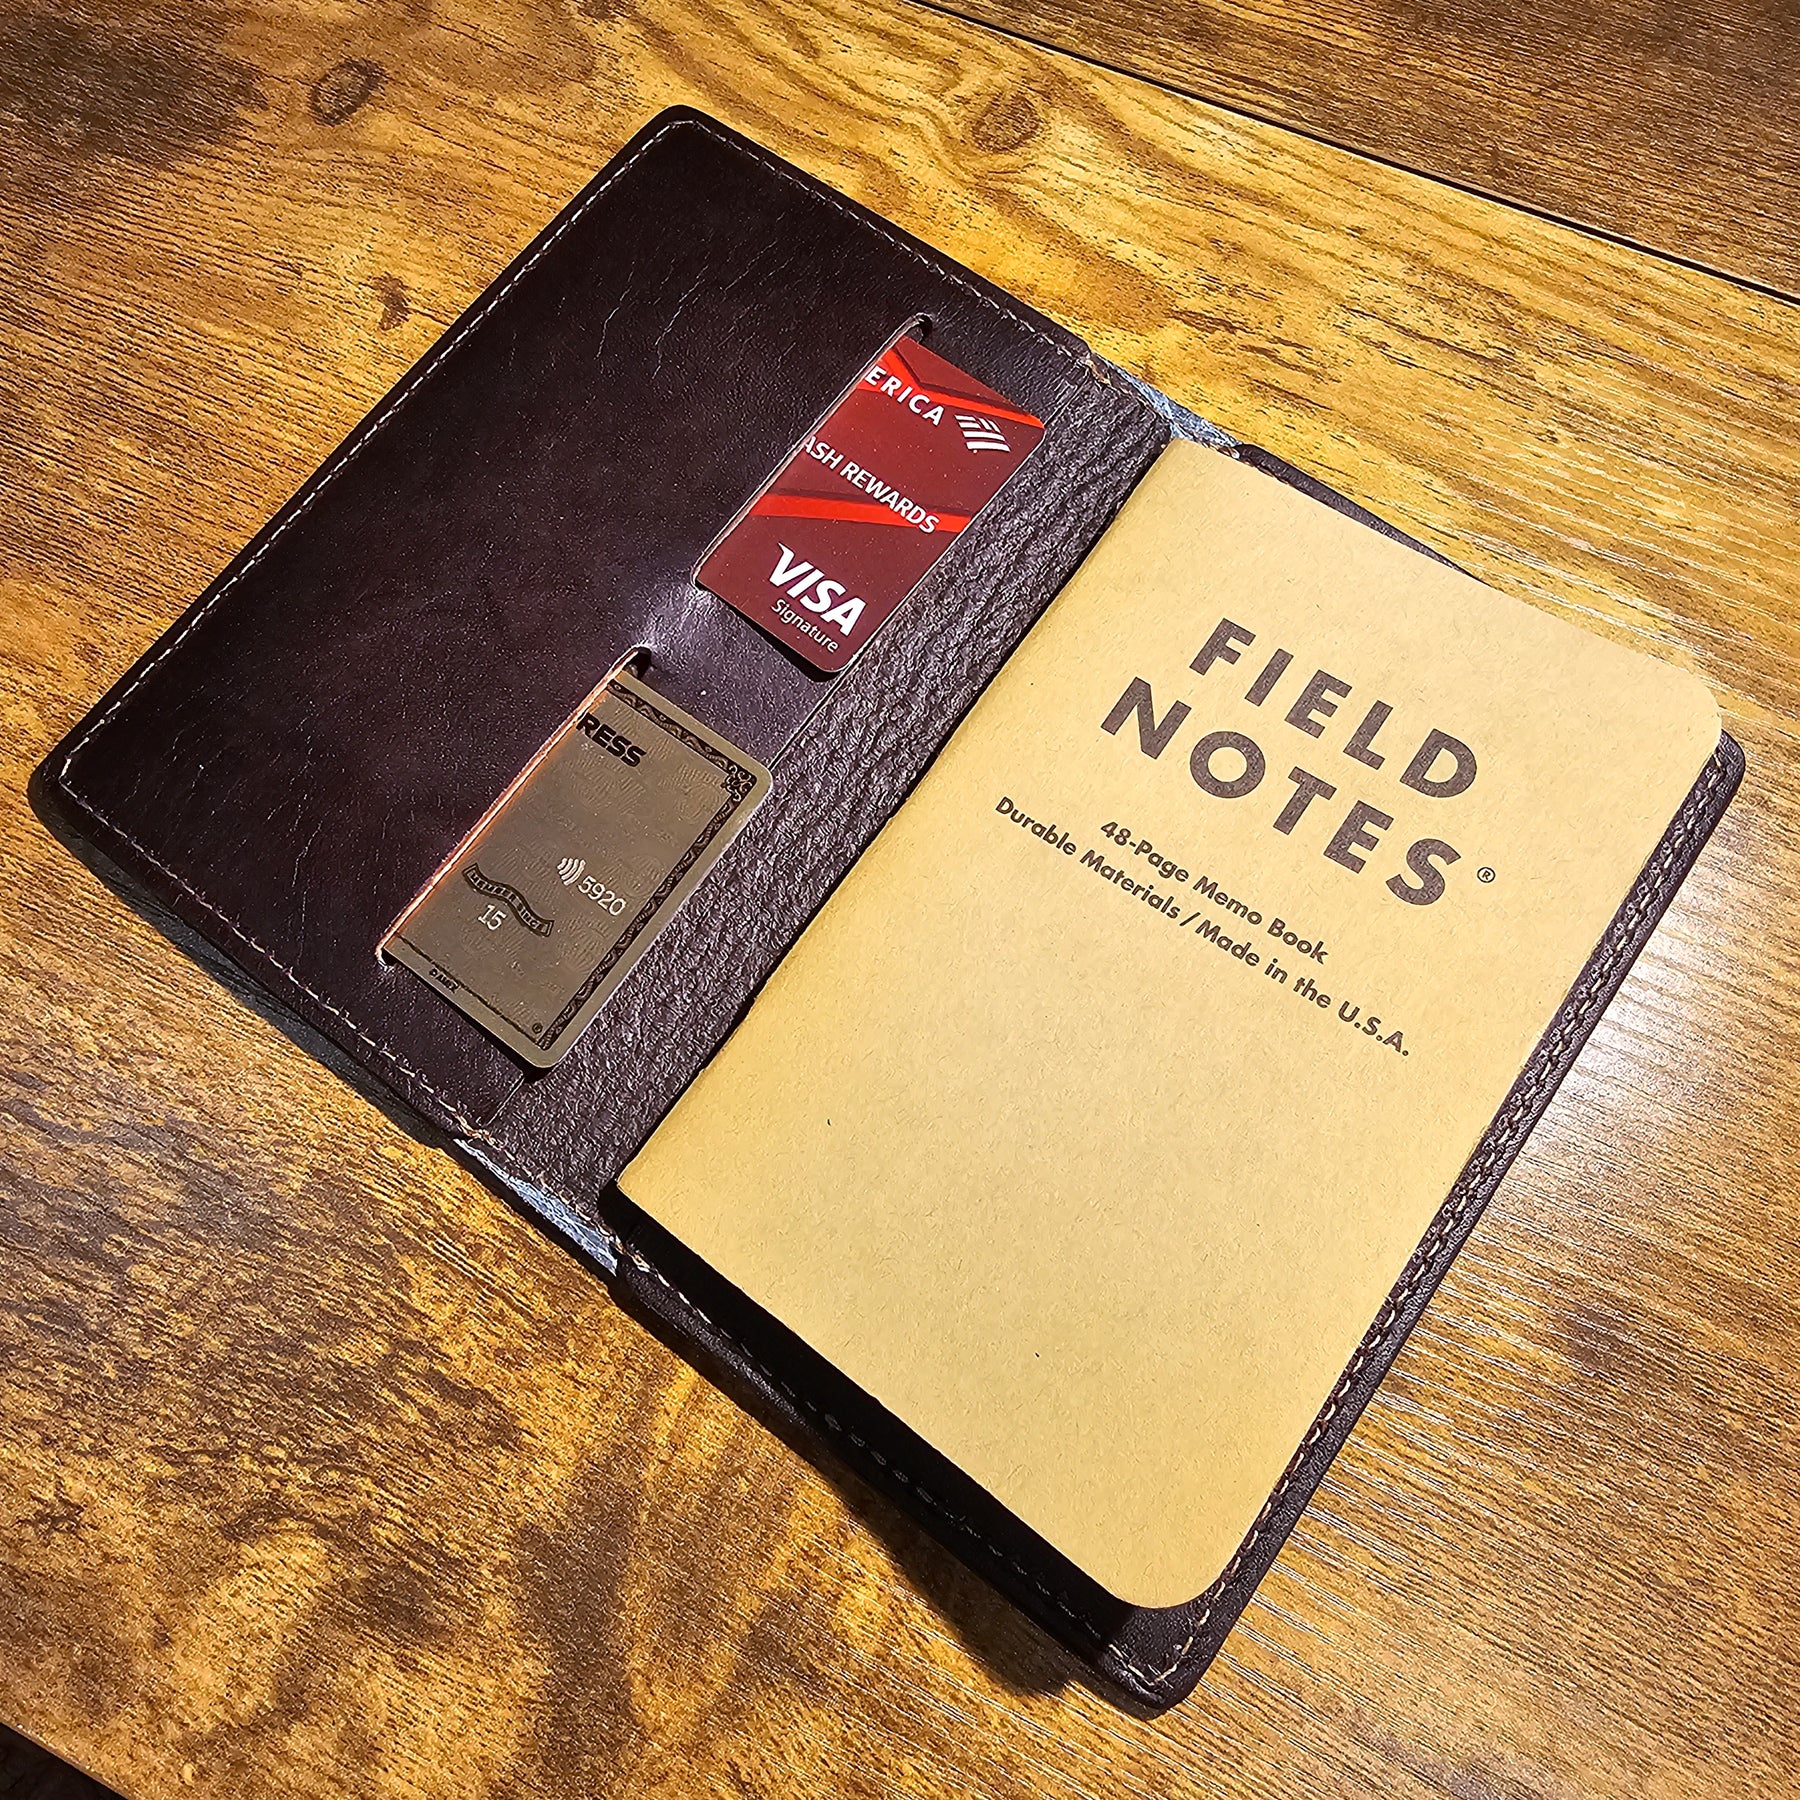 ERICA
ASH REWARDS
VISA
Signature
RESS
5920
15
FIELD
NOTES®
48-Page Memo Book
Durable Materials / Made in the U.S.A.